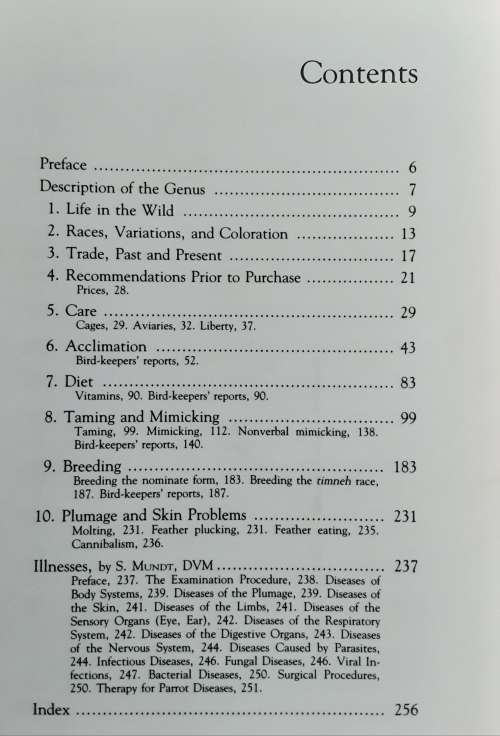 Contents
Preface ........................................................... 6
Description of the Genus ................................... 7
1. Life in the Wild ......................................... 9
2. Races, Variations, and Coloration .................. 13
3. Trade, Past and Present ............................... 17
4. Recommendations Prior to Purchase ................ 21
Prices, 28.
5. Care ....................................................... 29
Cages, 29. Aviaries, 32. Liberty, 37.
6. Acclimation .............................................. 43
Bird-keepers' reports, 52.
7. Diet ....................................................... 83
Vitamins, 90. Bird-keepers' reports, 90.
8. Taming and Mimicking ............................... 99
Taming, 99. Mimicking, 112. Nonverbal mimicking, 138.
Bird-keepers' reports, 140.
9. Breeding ................................................. 183
Breeding the nominate form, 183. Breeding the timneh race,
187. Bird-keepers' reports, 187.
10. Plumage and Skin Problems ........................ 231
Molting, 231. Feather plucking, 231. Feather eating, 235.
Cannibalism, 236.
Illnesses, by S. MUNDT, DVM ............................... 237
Preface, 237. The Examination Procedure, 238. Diseases of
Body Systems, 239. Diseases of the Plumage, 239. Diseases of
the Skin, 241. Diseases of the Limbs, 241. Diseases of the
Sensory Organs (Eye, Ear), 242. Diseases of the Respiratory
System, 242. Diseases of the Digestive Organs, 243. Diseases
of the Nervous System, 244. Diseases Caused by Parasites,
244. Infectious Diseases, 246. Fungal Diseases, 246. Viral In-
fections, 247. Bacterial Diseases, 250. Surgical Procedures,
250. Therapy for Parrot Diseases, 251.
Index ........................................................... 256